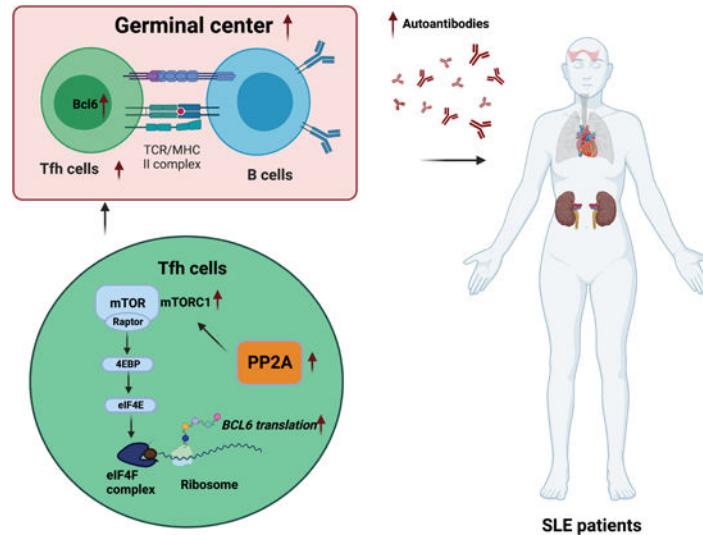 Germinal center
Bcl6
Tfh cells
TCR/MHC
II complex
B cells
Autoantibodies
Tfh cells
mTOR
mTORC1
Raptor
4EBP
PP2A
eIF4E
BCL6 translation
eIF4F
complex
Ribosome
SLE patients